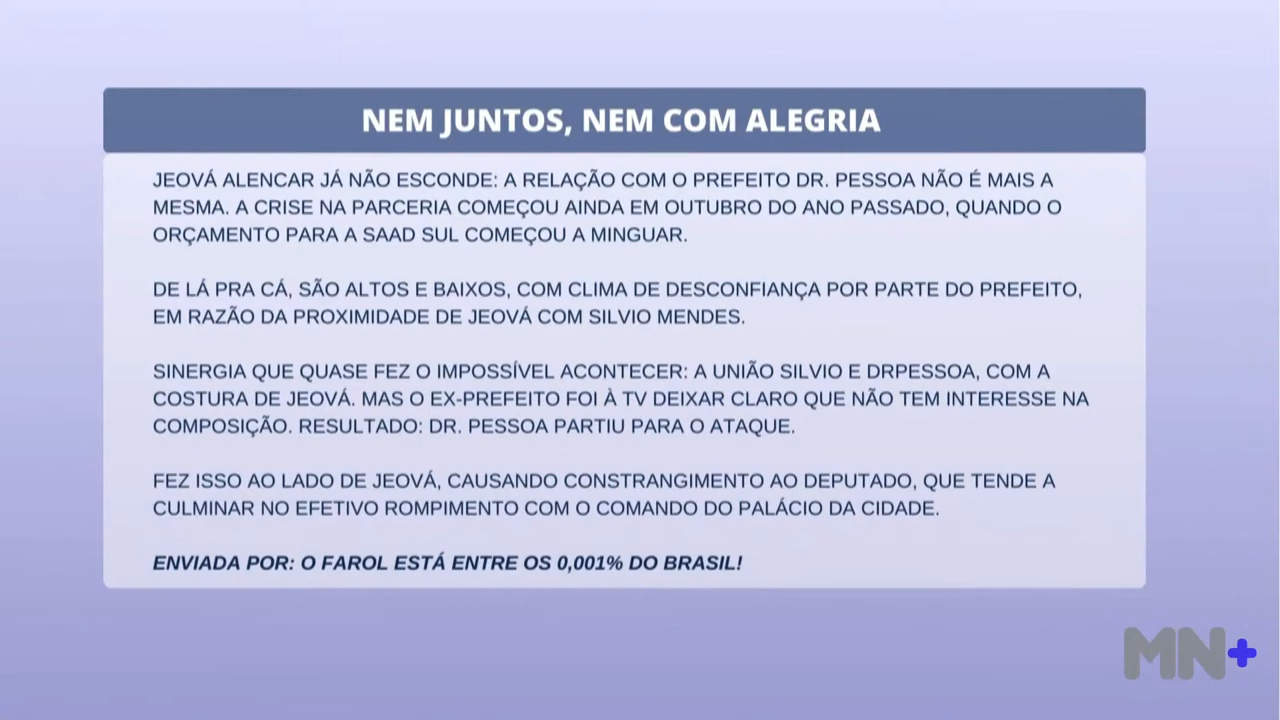 NEM JUNTOS, NEM COM ALEGRIA
JEOVÁ ALENCAR JÁ NÃO ESCONDE: A RELAÇÃO COM O PREFEITO DR. PESSOA NÃO É MAIS A
MESMA. A CRISE NA PARCERIA COMEÇOU AINDA EM OUTUBRO DO ANO PASSADO, QUANDO O
ORÇAMENTO PARA A SAAD SUL COMEÇOU A MINGUAR.
DE LÁ PRA CÁ, SÃO ALTOS E BAIXOS, COM CLIMA DE DESCONFIANÇA POR PARTE DO PREFEITO,
EM RAZÃO DA PROXIMIDADE DE JEOVÁ COM SILVIO MENDES.
SINERGIA QUE QUASE FEZ O IMPOSSÍVEL ACONTECER: A UNIÃO SILVIO E DRPESSOA, COM A
COSTURA DE JEOVÁ. MAS O EX-PREFEITO FOI À TV DEIXAR CLARO QUE NÃO TEM INTERESSE NA
COMPOSIÇÃO. RESULTADO: DR. PESSOA PARTIU PARA O ATAQUE.
FEZ ISSO AO LADO DE JEOVÁ, CAUSANDO CONSTRANGIMENTO AO DEPUTADO, QUE TENDE A
CULMINAR NO EFETIVO ROMPIMENTO COM O COMANDO DO PALÁCIO DA CIDADE.
ENVIADA POR: O FAROL ESTÁ ENTRE OS 0,001% DO BRASIL!
MN+